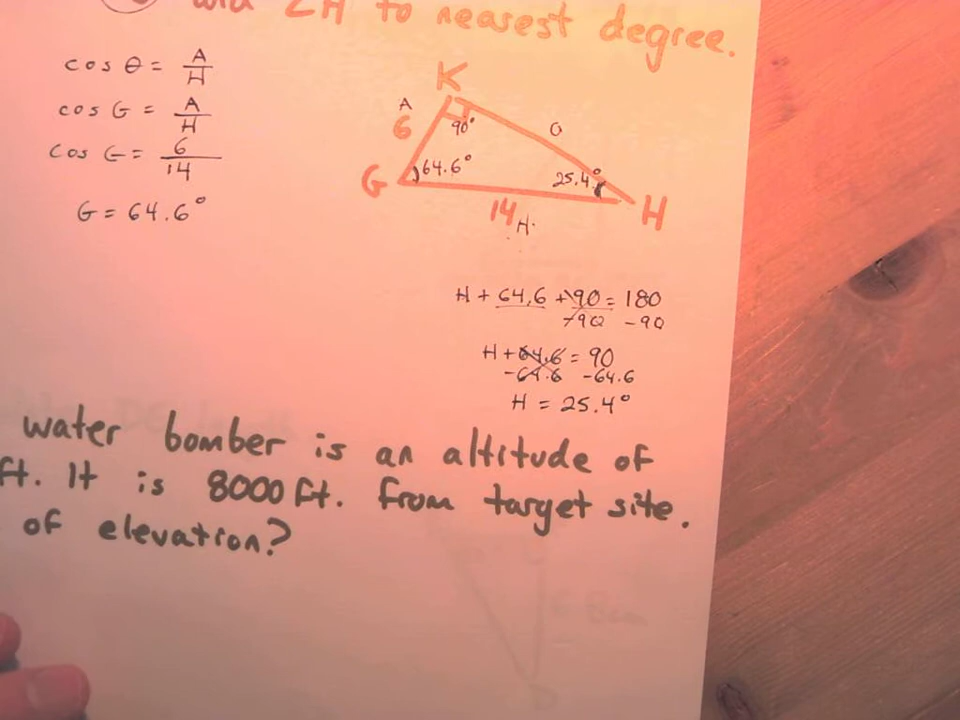 and ∠H to nearest degree.
cos θ = A/H
cos G = A/H
cos G = 6/14
G = 64.6°
K
A
6
90°
O
G
64.6°
25.4°
H
14
H
H + 64.6 + 90 = 180
-90 -90
H + 64.6 = 90
-64.6 -64.6
H = 25.4°
water bomber is an altitude of
ft. It is 8000 ft. from target site.
of elevation?